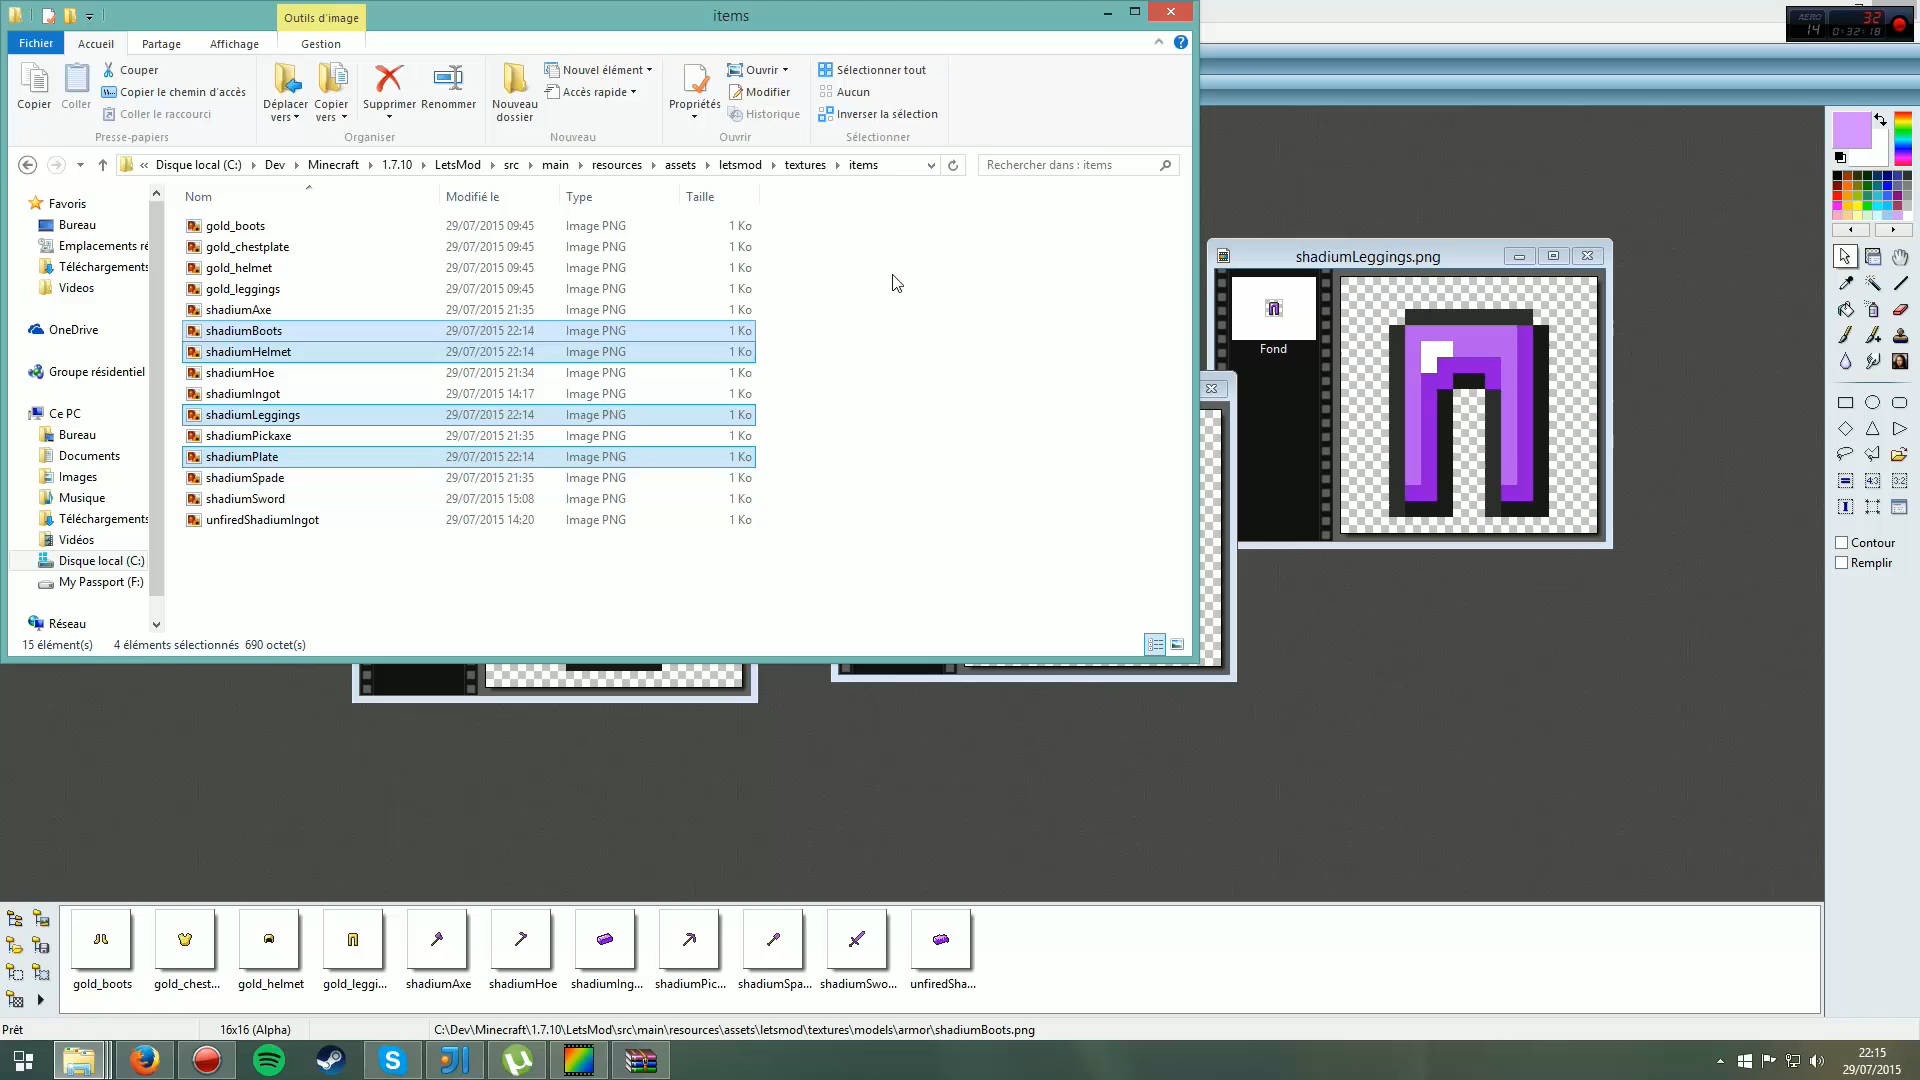 Outils d'image
items
AERO
14
32
0:32:18
Fichier
Accueil
Partage
Affichage
Gestion
Copier
Coller
Couper
Copier le chemin d'accès
Coller le raccourci
Presse-papiers
Déplacer vers
Copier vers
Supprimer
Renommer
Organiser
Nouveau dossier
Nouvel élément
Accès rapide
Nouveau
Propriétés
Ouvrir
Modifier
Historique
Ouvrir
Sélectionner tout
Aucun
Inverser la sélection
Sélectionner
« Disque local (C:) Dev Minecraft 1.7.10 LetsMod src main resources assets letsmod textures items
Rechercher dans : items
Favoris
Bureau
Emplacements ré
Téléchargements
Videos
OneDrive
Groupe résidentiel
Ce PC
Bureau
Documents
Images
Musique
Téléchargements
Vidéos
Disque local (C:)
My Passport (F:)
Réseau
Nom Modifié le Type Taille
gold_boots 29/07/2015 09:45 Image PNG 1 Ko
gold_chestplate 29/07/2015 09:45 Image PNG 1 Ko
gold_helmet 29/07/2015 09:45 Image PNG 1 Ko
gold_leggings 29/07/2015 09:45 Image PNG 1 Ko
shadiumAxe 29/07/2015 21:35 Image PNG 1 Ko
shadiumBoots 29/07/2015 22:14 Image PNG 1 Ko
shadiumHelmet 29/07/2015 22:14 Image PNG 1 Ko
shadiumHoe 29/07/2015 21:34 Image PNG 1 Ko
shadiumIngot 29/07/2015 14:17 Image PNG 1 Ko
shadiumLeggings 29/07/2015 22:14 Image PNG 1 Ko
shadiumPickaxe 29/07/2015 21:35 Image PNG 1 Ko
shadiumPlate 29/07/2015 22:14 Image PNG 1 Ko
shadiumSpade 29/07/2015 21:35 Image PNG 1 Ko
shadiumSword 29/07/2015 15:08 Image PNG 1 Ko
unfiredShadiumIngot 29/07/2015 14:20 Image PNG 1 Ko
15 élément(s) 4 éléments sélectionnés 690 octet(s)
shadiumLeggings.png
Fond
4:3
3:2
Contour
Remplir
gold_boots
gold_chest...
gold_helmet
gold_leggi...
shadiumAxe
shadiumHoe
shadiumIng...
shadiumPic...
shadiumSpa...
shadiumSwo...
unfiredSha...
Prêt
16x16 (Alpha)
C:\Dev\Minecraft\1.7.10\LetsMod\src\main\resources\assets\letsmod\textures\models\armor\shadiumBoots.png
22:15
29/07/2015